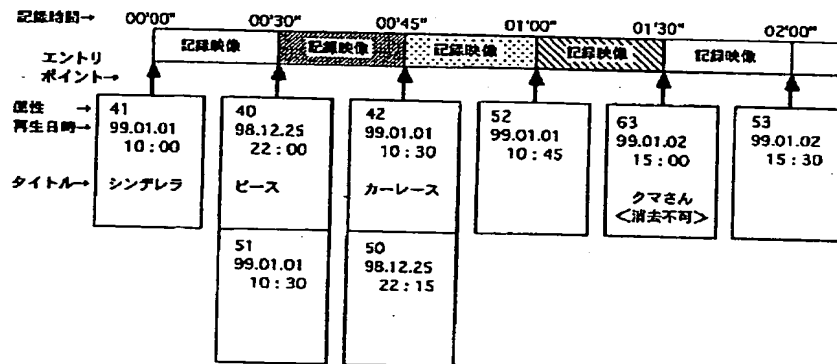 記録時間→ 00'00" 00'30" 00'45" 01'00" 01'30" 02'00"
記録映像 記録映像 記録映像 記録映像 記録映像
エントリ
ポイント→
属性 → 41 40 42 52 63 53
再生日時→ 99.01.01 98.12.25 99.01.01 99.01.01 99.01.02 99.01.02
10:00 22:00 10:30 10:45 15:00 15:30
タイトル→ シンデレラ ピース カーレース クマさん
<消去不可>
51 50
99.01.01 98.12.25
10:30 22:15